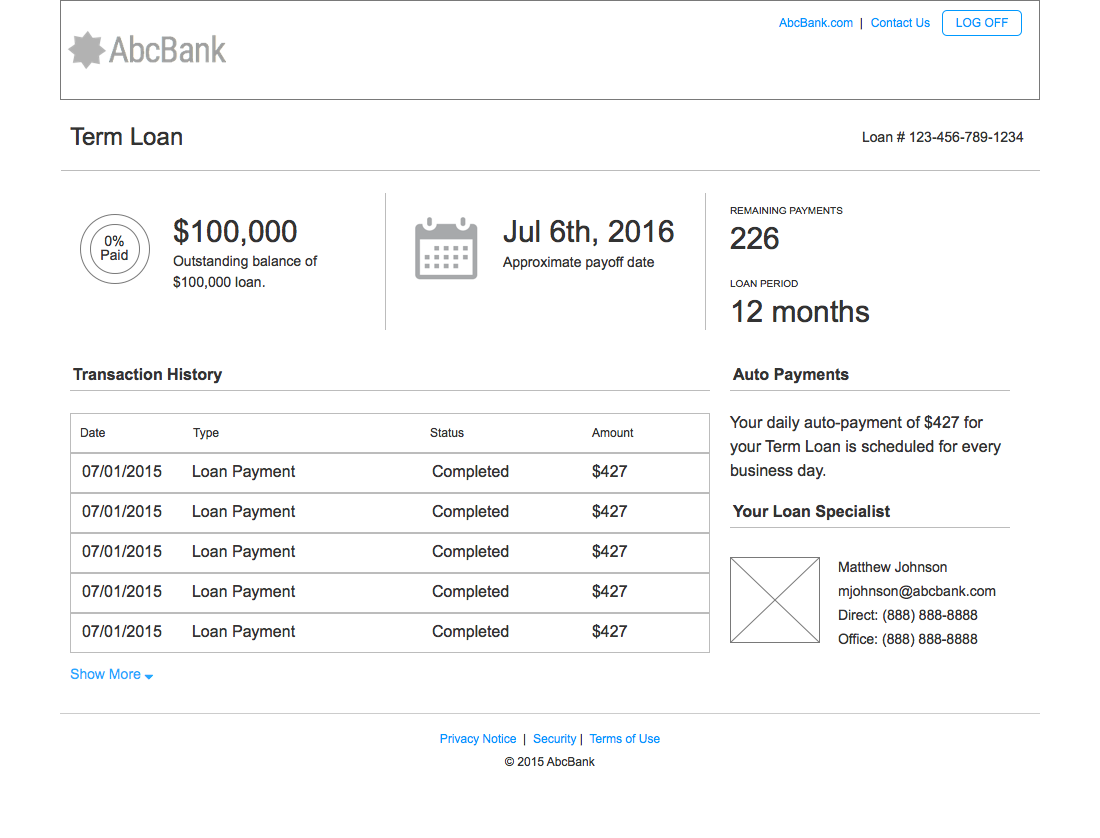 AbcBank.com | Contact Us LOG OFF
AbcBank
Term Loan
Loan # 123-456-789-1234
0%
Paid
$100,000
Outstanding balance of
$100,000 loan.
Jul 6th, 2016
Approximate payoff date
REMAINING PAYMENTS
226
LOAN PERIOD
12 months
Transaction History
Date Type Status Amount
07/01/2015 Loan Payment Completed $427
07/01/2015 Loan Payment Completed $427
07/01/2015 Loan Payment Completed $427
07/01/2015 Loan Payment Completed $427
07/01/2015 Loan Payment Completed $427
Show More
Auto Payments
Your daily auto-payment of $427 for
your Term Loan is scheduled for every
business day.
Your Loan Specialist
Matthew Johnson
mjohnson@abcbank.com
Direct: (888) 888-8888
Office: (888) 888-8888
Privacy Notice | Security | Terms of Use
© 2015 AbcBank